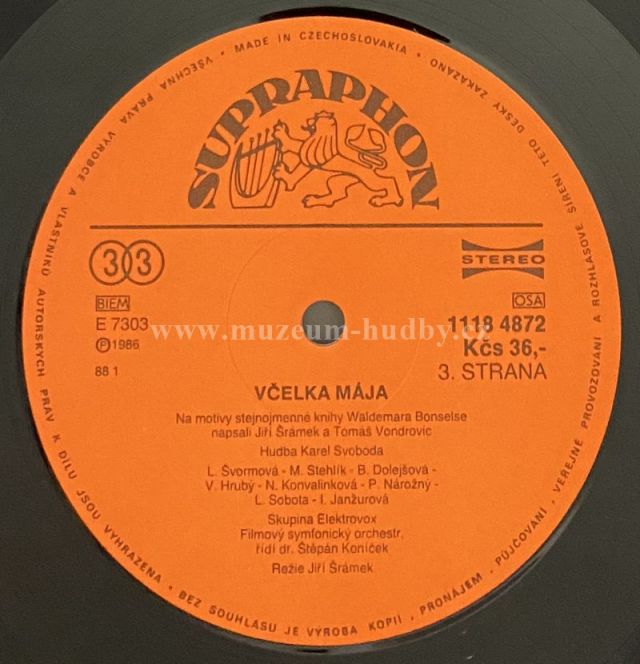 VŠECHNA PRÁVA VÝROBCE A VLASTNÍKŮ AUTORSKÝCH PRÁV K DÍLU JSOU VYHRAZENA • BEZ SOUHLASU JE VÝROBA KOPIÍ, PRONÁJEM, PŮJČOVÁNÍ, VEŘEJNÉ PROVOZOVÁNÍ A ROZHLASOVÉ ŠÍŘENÍ TÉTO DESKY ZAKÁZÁNO • MADE IN CZECHOSLOVAKIA •
SUPRAPHON
33
STEREO
BIEM
OSA
E 7303
1118 4872
Ⓟ 1986
Kčs 36,-
88 1
3. STRANA
www.muzeum-hudby.cz
VČELKA MÁJA
Na motivy stejnojmenné knihy Waldemara Bonselse
napsali Jiří Šrámek a Tomáš Vondrovic
Hudba Karel Svoboda
L. Švormová - M. Stehlík - B. Dolejšová -
V. Hrubý - N. Konvalinková - P. Nárožný -
L. Sobota - I. Janžurová
Skupina Elektrovox
Filmový symfonický orchestr,
řídí dr. Štěpán Koníček
Režie Jiří Šrámek